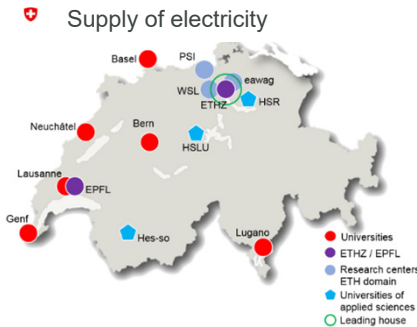 Supply of electricity
Basel
PSI
WSL
eawag
ETHZ
HSR
Neuchâtel
Bern
HSLU
Lausanne
EPFL
Genf
Hes-so
Lugano
Universities
ETHZ / EPFL
Research centers
ETH domain
Universities of
applied sciences
Leading house